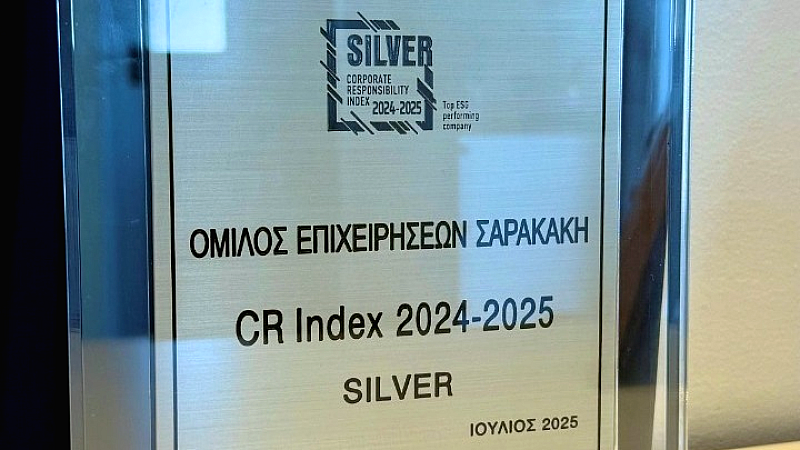 SILVER
CORPORATE
RESPONSIBILITY
INDEX 2024-2025
Top ESG
performing
company
ΟΜΙΛΟΣ ΕΠΙΧΕΙΡΗΣΕΩΝ ΣΑΡΑΚΑΚΗ
CR Index 2024-2025
SILVER
ΙΟΥΛΙΟΣ 2025